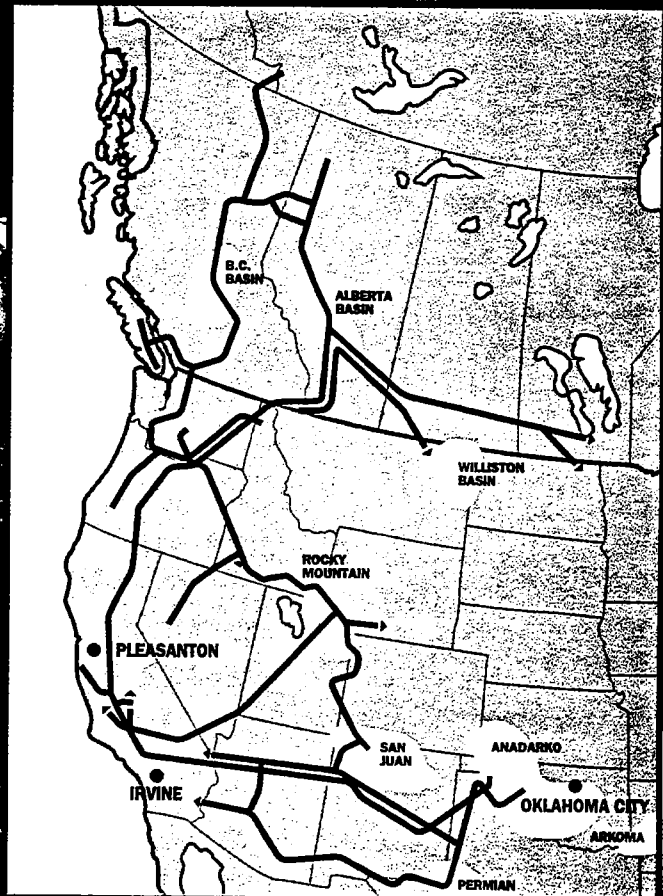 B.C.
BASIN
ALBERTA
BASIN
WILLISTON
BASIN
ROCKY
MOUNTAIN
PLEASANTON
SAN
JUAN
ANADARKO
IRVINE
OKLAHOMA CITY
ARKOMA
PERMIAN